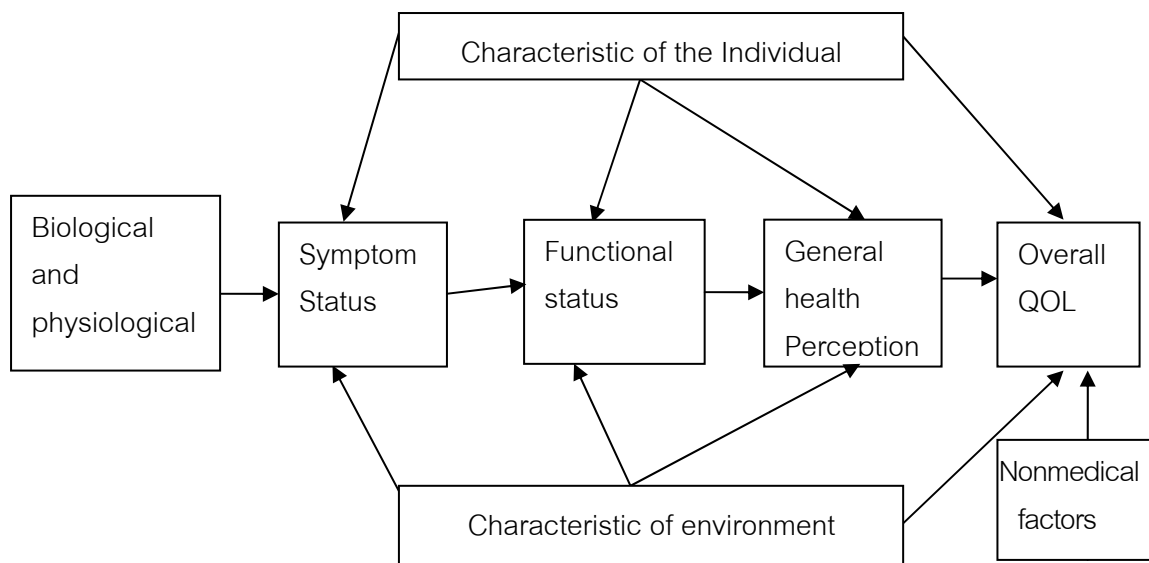 Characteristic of the Individual
Biological
and
physiological
Symptom
Status
Functional
status
General
health
Perception
Overall
QOL
Nonmedical
factors
Characteristic of environment